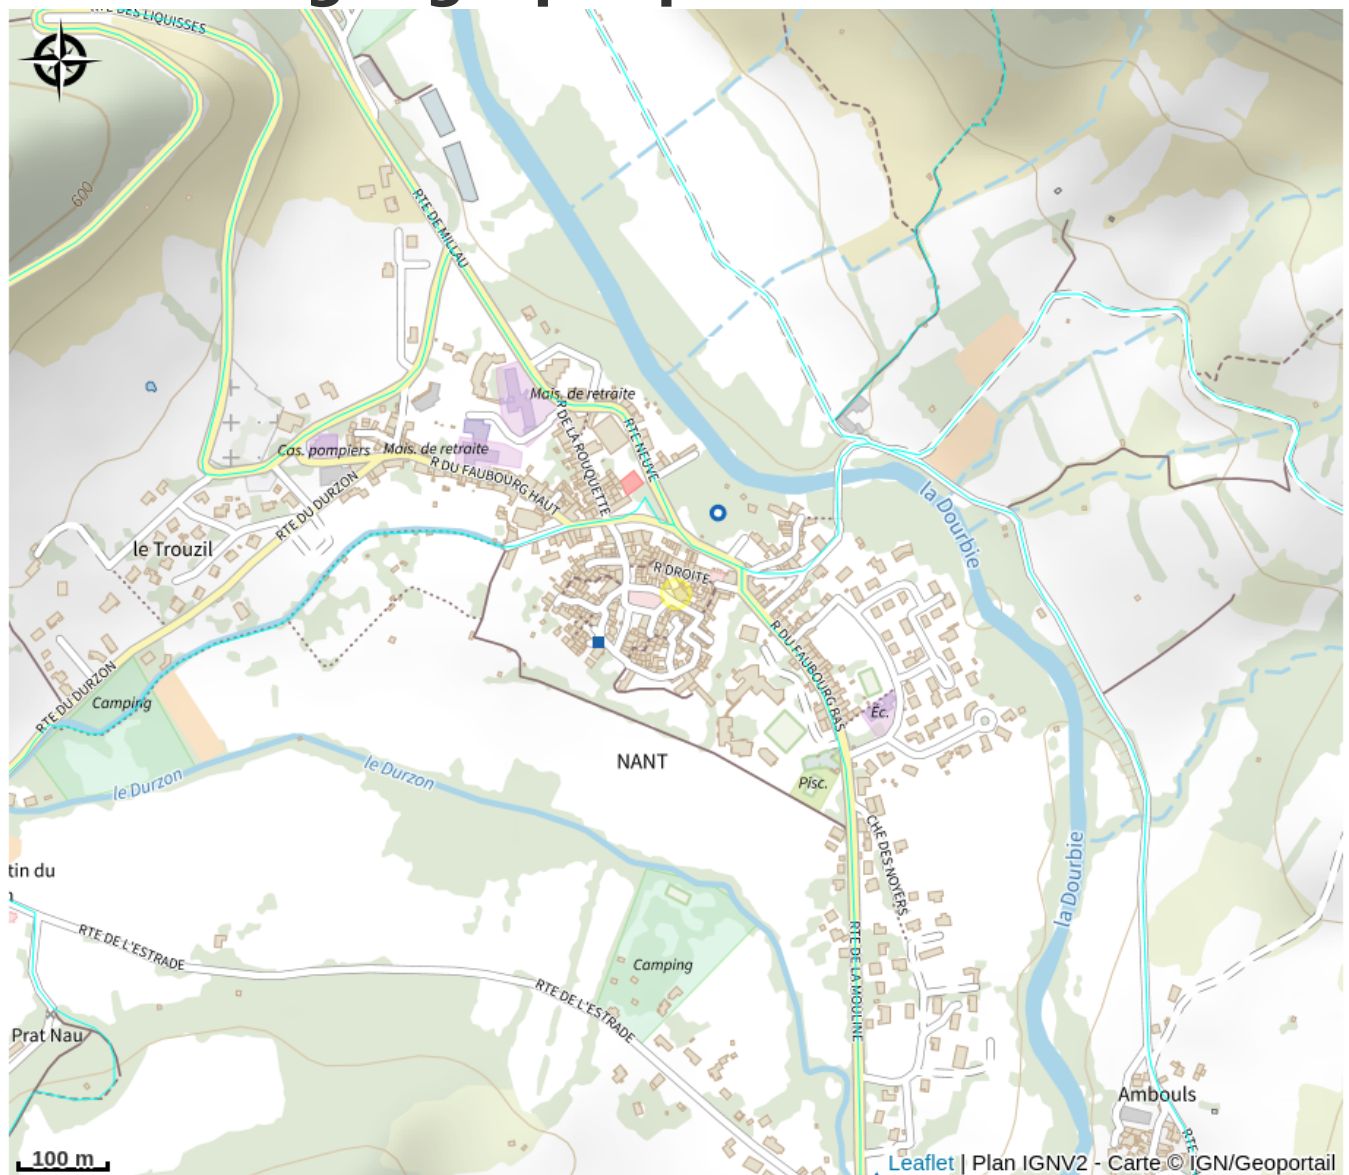 RTE DES LIQUISSES
600
RTE DE MILLAU
Mais. de retraite
R DE LA ROUQUETTE
RTE NEUVE
Cas. pompiers
Mais. de retraite
R DU FAUBOURG HAUT
RTE DU DURZON
la Dourbie
le Trouzil
R DROITE
R DU FAUBOURG BAS
RTE DU DURZON
Camping
Éc.
NANT
le Durzon
le Durzon
Pisc.
CHE DES NOYERS
la Dourbie
tin du
n
RTE DE L'ESTRADE
Camping
RTE DE L'ESTRADE
RTE DE LA MOULINE
Prat Nau
Ambouls
RTE
100 m
Leaflet | Plan IGNV2 - Carte © IGN/Geoportail